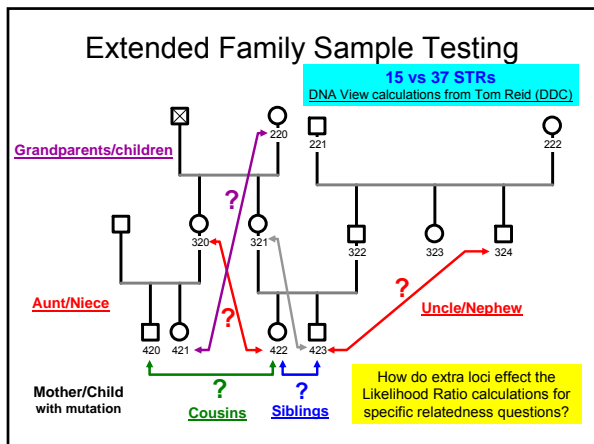 Extended Family Sample Testing
15 vs 37 STRs
DNA View calculations from Tom Reid (DDC)
220
221
222
Grandparents/children
?
320
321
322
323
324
Aunt/Niece
?
?
Uncle/Nephew
420
421
422
423
Mother/Child
with mutation
?
Cousins
?
Siblings
How do extra loci effect the
Likelihood Ratio calculations for
specific relatedness questions?